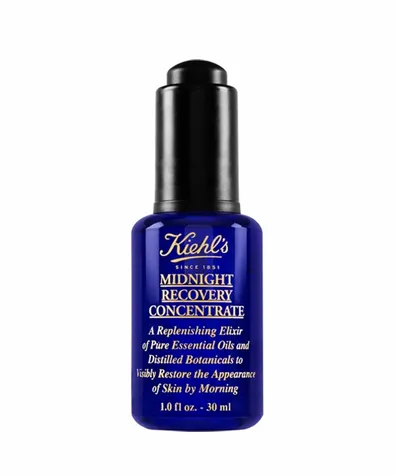 Kiehl's
SINCE 1851
MIDNIGHT
RECOVERY
CONCENTRATE
A Replenishing Elixir
of Pure Essential Oils and
Distilled Botanicals to
Visibly Restore the Appearance
of Skin by Morning
1.0 fl oz. - 30 ml